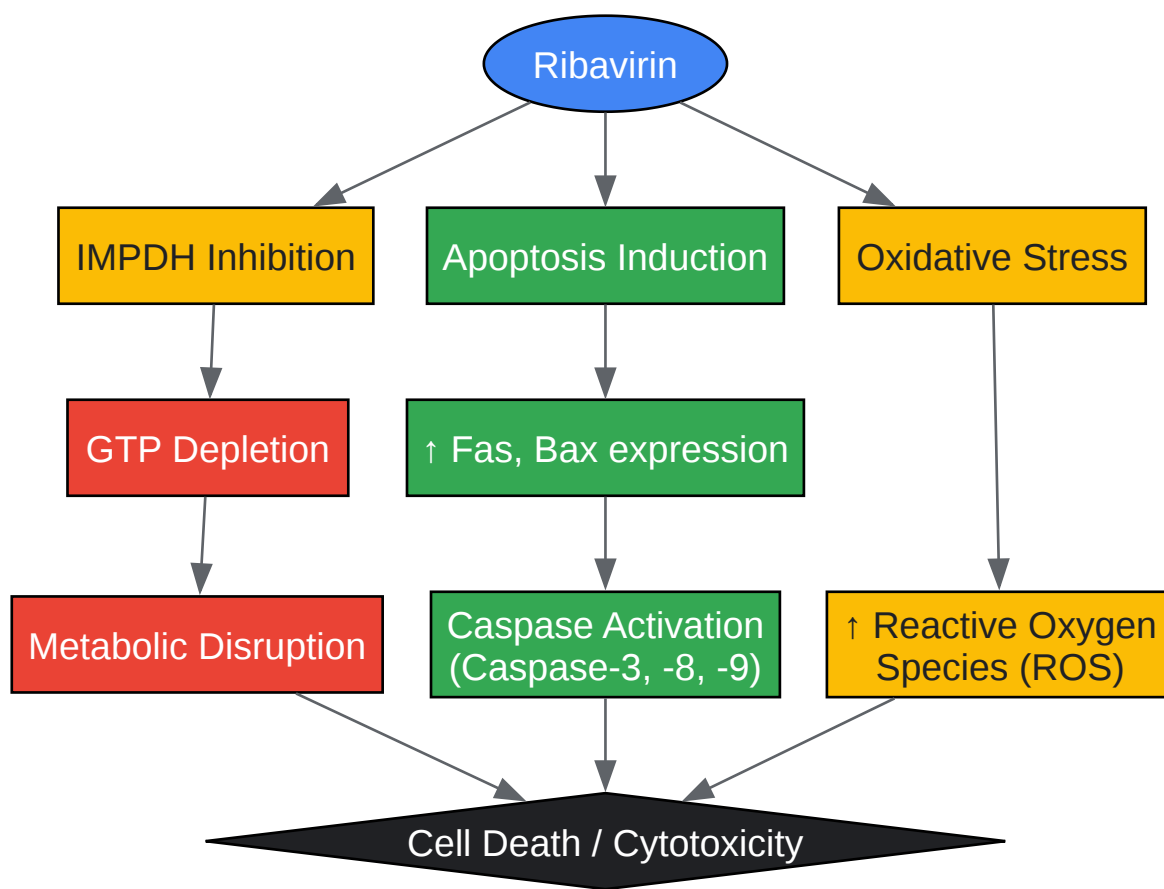 Ribavirin
IMPDH Inhibition
Apoptosis Induction
Oxidative Stress
GTP Depletion
↑ Fas, Bax expression
Metabolic Disruption
Caspase Activation
(Caspase-3, -8, -9)
↑ Reactive Oxygen
Species (ROS)
Cell Death / Cytotoxicity